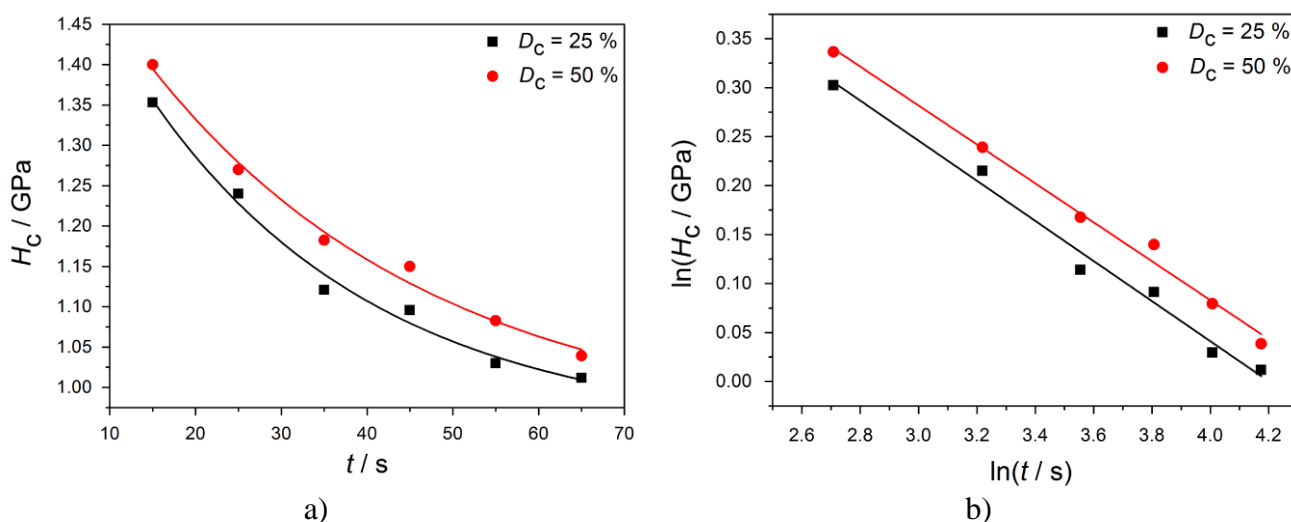 1.45
1.40
1.35
1.30
1.25
1.20
1.15
1.10
1.05
1.00
H_C / GPa
D_C = 25 %
D_C = 50 %
10 20 30 40 50 60 70
t / s
a)
0.35
0.30
0.25
0.20
0.15
0.10
0.05
0.00
ln(H_C / GPa)
D_C = 25 %
D_C = 50 %
2.6 2.8 3.0 3.2 3.4 3.6 3.8 4.0 4.2
ln(t / s)
b)